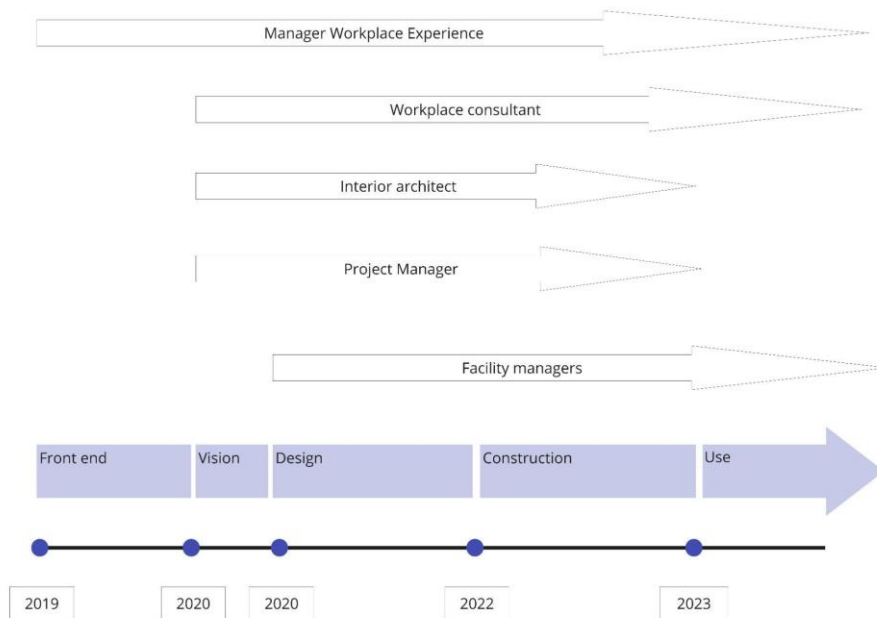 Manager Workplace Experience
Workplace consultant
Interior architect
Project Manager
Facility managers
Front end
Vision
Design
Construction
Use
2019
2020
2020
2022
2023